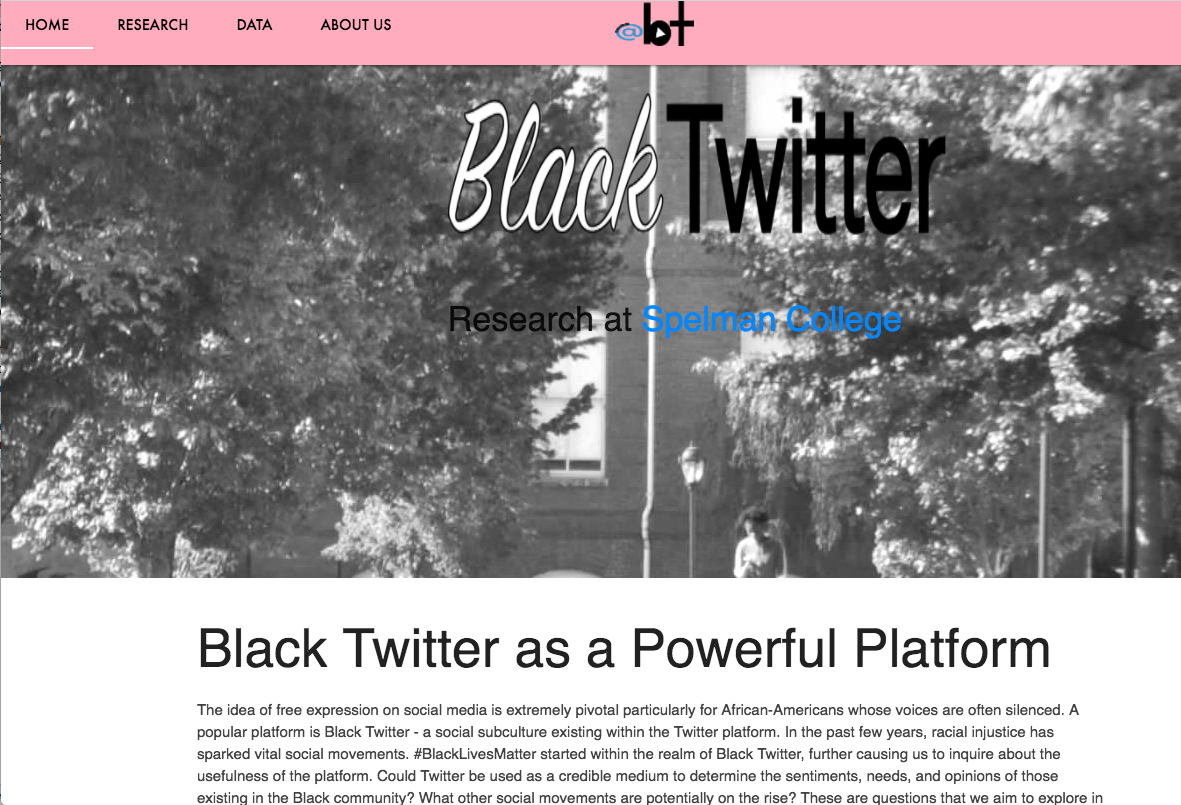 HOME RESEARCH DATA ABOUT US
@bt
Black Twitter
Research at Spelman College
Black Twitter as a Powerful Platform
The idea of free expression on social media is extremely pivotal particularly for African-Americans whose voices are often silenced. A
popular platform is Black Twitter - a social subculture existing within the Twitter platform. In the past few years, racial injustice has
sparked vital social movements. #BlackLivesMatter started within the realm of Black Twitter, further causing us to inquire about the
usefulness of the platform. Could Twitter be used as a credible medium to determine the sentiments, needs, and opinions of those
existing in the Black community? What other social movements are potentially on the rise? These are questions that we aim to explore in